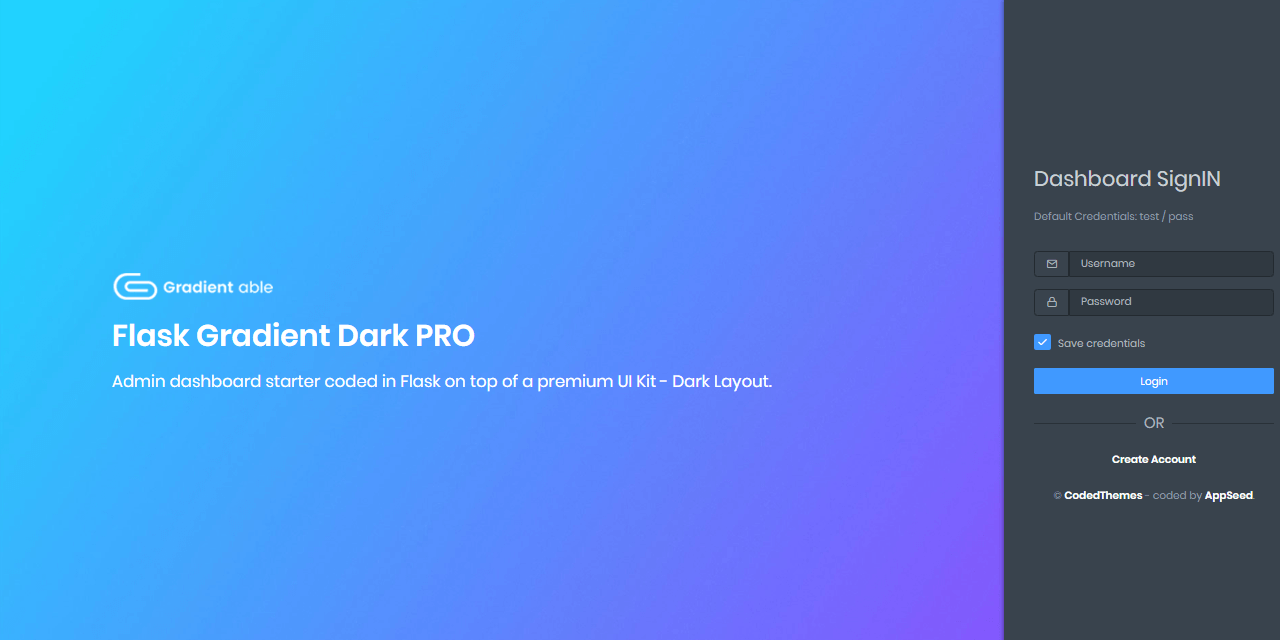 Gradient able
Flask Gradient Dark PRO
Admin dashboard starter coded in Flask on top of a premium UI Kit - Dark Layout.
Dashboard SignIN
Default Credentials: test / pass
Username
Password
Save credentials
Login
OR
Create Account
© CodedThemes - coded by AppSeed.